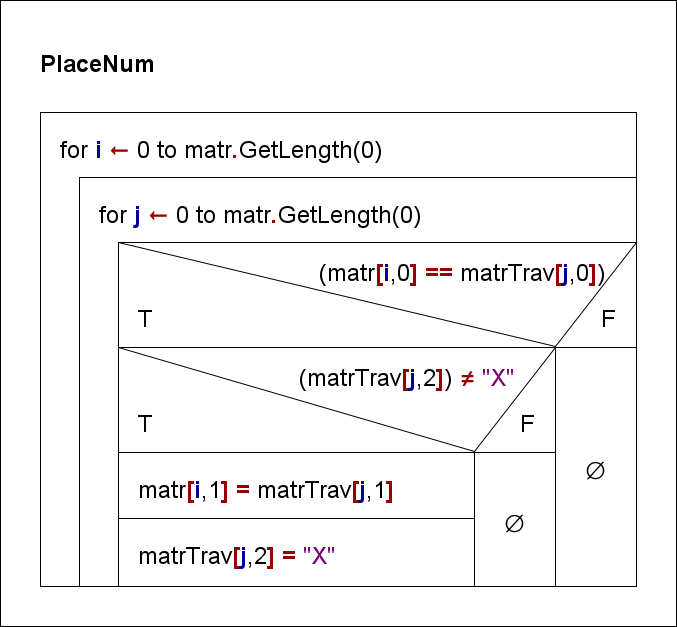 PlaceNum
for i ← 0 to matr.GetLength(0)
for j ← 0 to matr.GetLength(0)
(matr[i,0] == matrTrav[j,0])
T
F
(matrTrav[j,2]) ≠ "X"
T
F
matr[i,1] = matrTrav[j,1]
∅
∅
matrTrav[j,2] = "X"